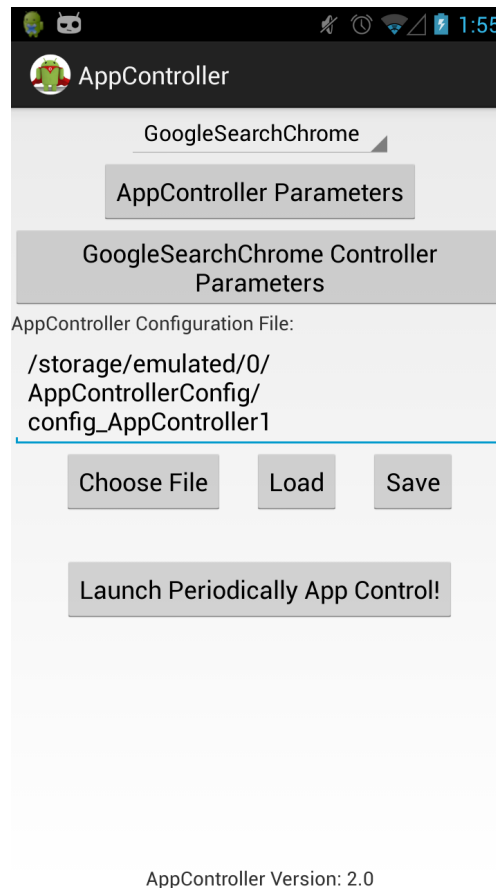 1:55
AppController
GoogleSearchChrome
AppController Parameters
GoogleSearchChrome Controller
Parameters
AppController Configuration File:
/storage/emulated/0/
AppControllerConfig/
config_AppController1
Choose File Load Save
Launch Periodically App Control!
AppController Version: 2.0